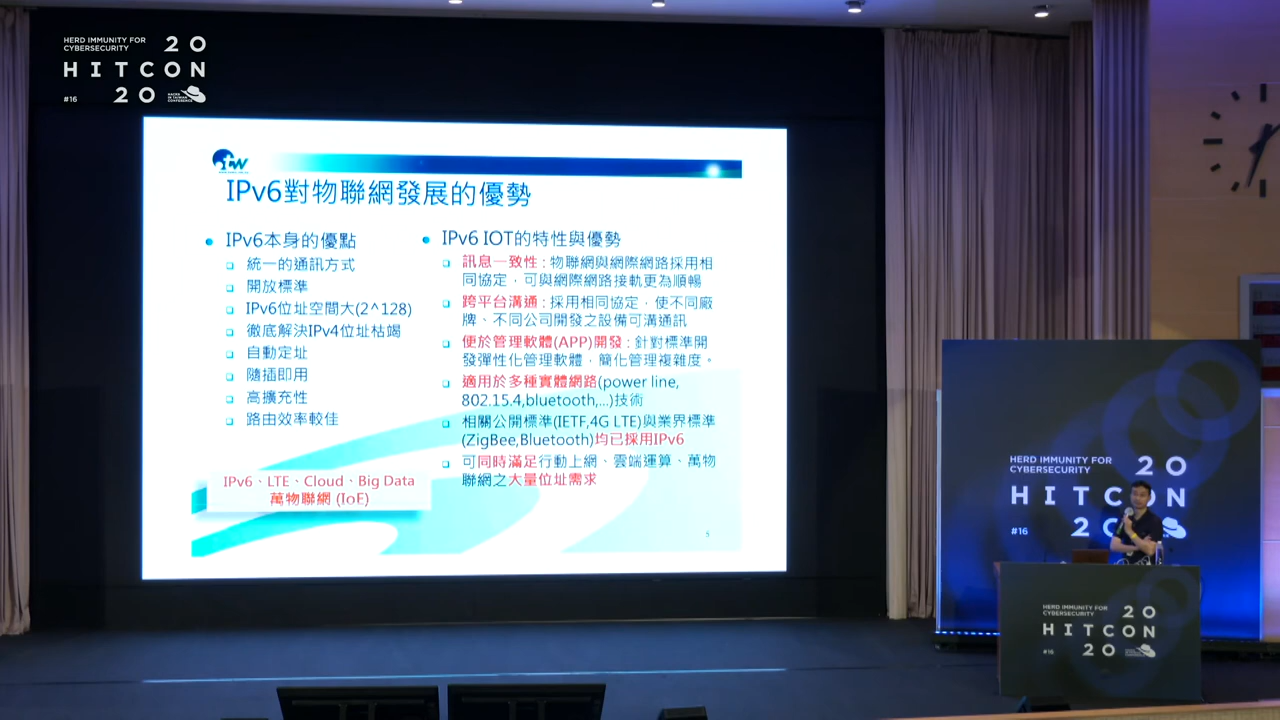 HERD IMMUNITY FOR
CYBERSECURITY
20
HITCON
#16
20
HACKS
IN TAIWAN
CONFERENCE
IPv6對物聯網發展的優勢
IPv6本身的優點
統一的通訊方式
開放標準
IPv6位址空間大(2^128)
徹底解決IPv4位址枯竭
自動定址
隨插即用
高擴充性
路由效率較佳
IPv6、LTE、Cloud、Big Data
萬物聯網 (IoE)
IPv6 IOT的特性與優勢
訊息一致性 : 物聯網與網際網路採用相
同協定，可與網際網路接軌更為順暢
跨平台溝通 : 採用相同協定，使不同廠
牌、不同公司開發之設備可溝通訊
便於管理軟體(APP)開發 : 針對標準開
發彈性化管理軟體，簡化管理複雜度。
適用於多種實體網路(power line,
802.15.4,bluetooth,...)技術
相關公開標準(IETF,4G LTE)與業界標準
(ZigBee,Bluetooth)均已採用IPv6
可同時滿足行動上網、雲端運算、萬物
聯網之大量位址需求
5
HERD IMMUNITY FOR
CYBERSECURITY
20
HITCON
#16
20
HERD IMMUNITY FOR
CYBERSECURITY
20
HITCON
#16
20